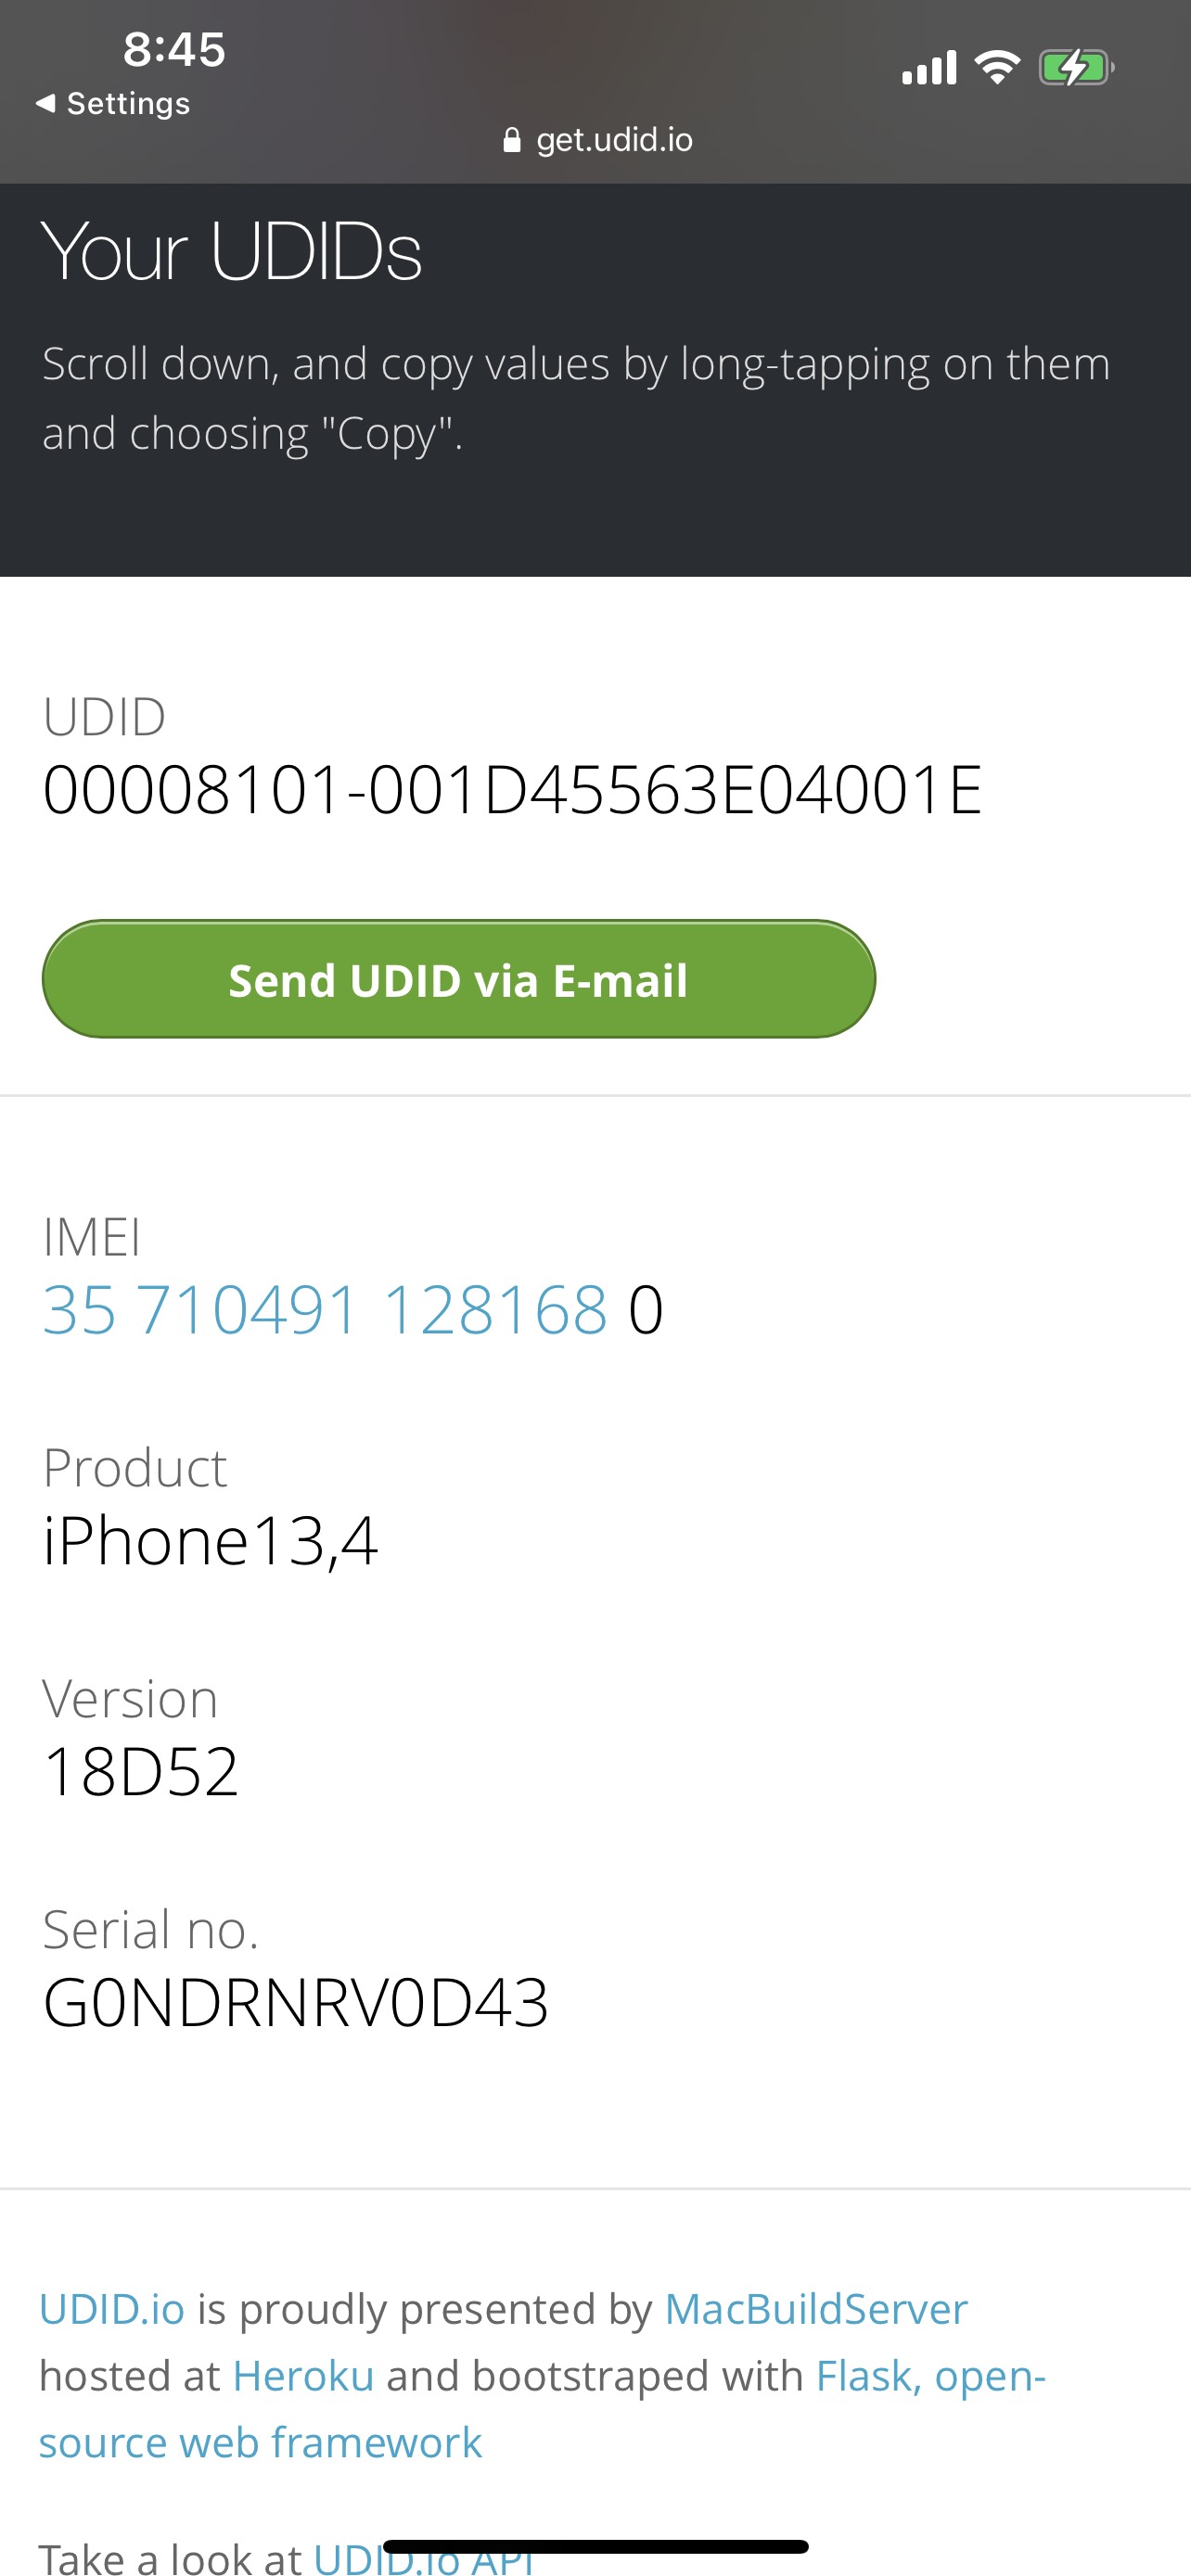 8:45
◀ Settings
get.udid.io
Your UDIDs
Scroll down, and copy values by long-tapping on them
and choosing "Copy".
UDID
00008101-001D45563E04001E
Send UDID via E-mail
IMEI
35 710491 128168 0
Product
iPhone13,4
Version
18D52
Serial no.
G0NDRNRV0D43
UDID.io is proudly presented by MacBuildServer
hosted at Heroku and bootstraped with Flask, open-
source web framework
Take a look at UDID.io API